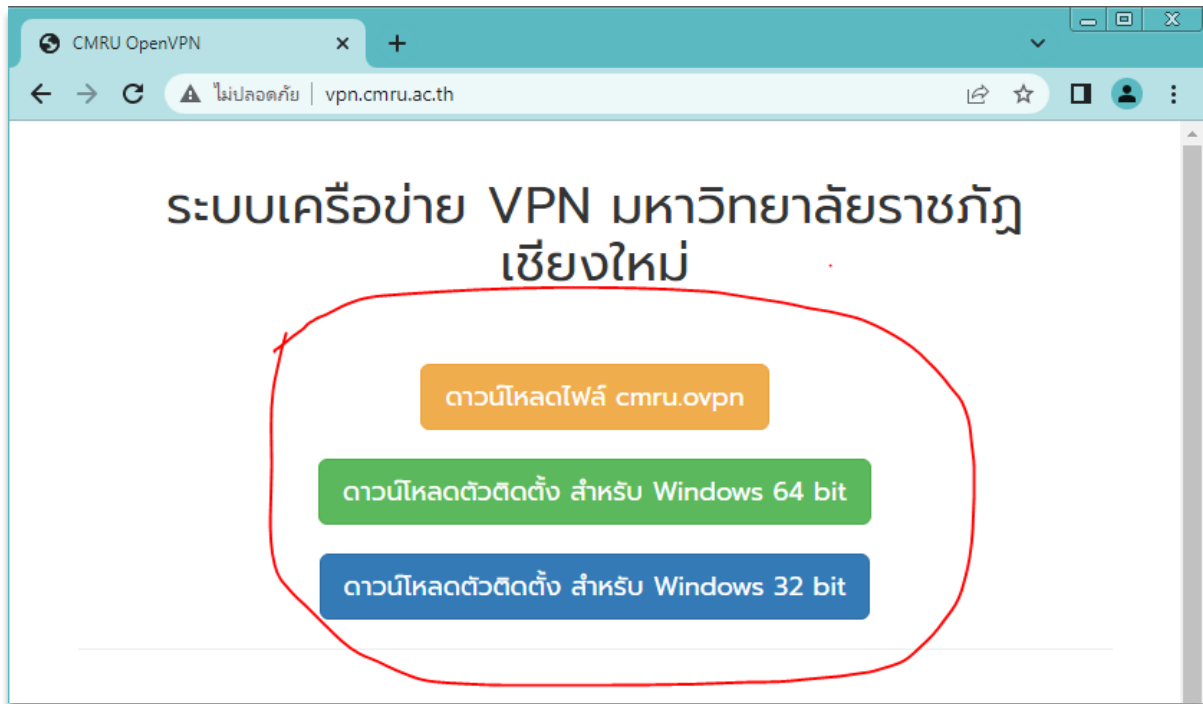 CMRU OpenVPN
ไม่ปลอดภัย | vpn.cmru.ac.th
ระบบเครือข่าย VPN มหาวิทยาลัยราชภัฏ
เชียงใหม่
ดาวน์โหลดไฟล์ cmru.ovpn
ดาวน์โหลดตัวติดตั้ง สำหรับ Windows 64 bit
ดาวน์โหลดตัวติดตั้ง สำหรับ Windows 32 bit